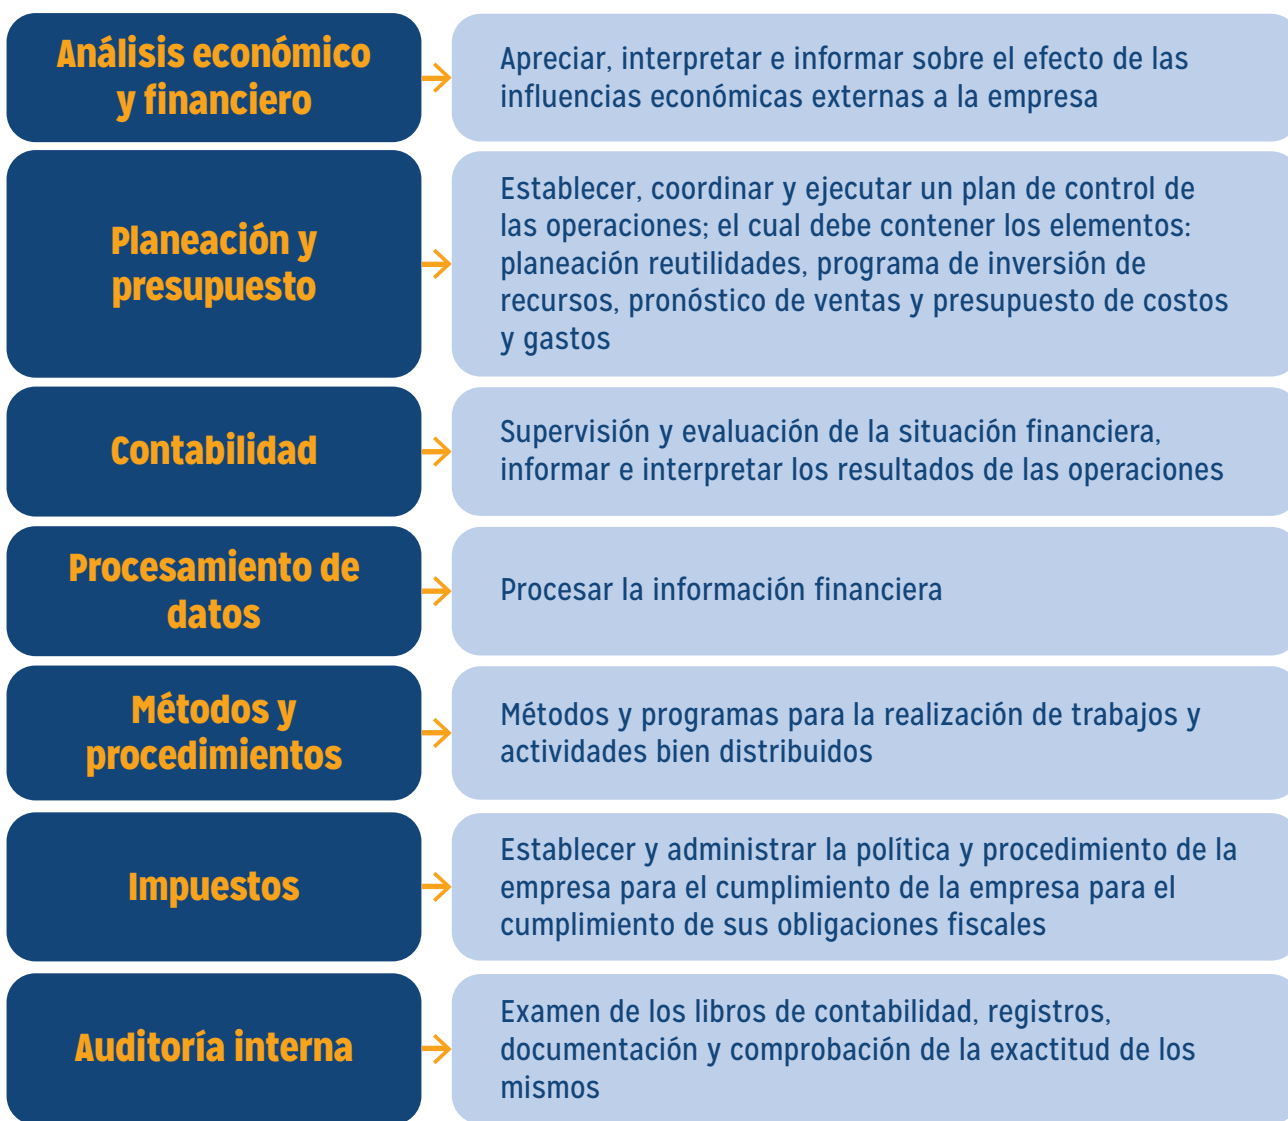 Análisis económico
y financiero
Apreciar, interpretar e informar sobre el efecto de las
influencias económicas externas a la empresa
Planeación y
presupuesto
Establecer, coordinar y ejecutar un plan de control de
las operaciones; el cual debe contener los elementos:
planeación reutilidades, programa de inversión de
recursos, pronóstico de ventas y presupuesto de costos
y gastos
Contabilidad
Supervisión y evaluación de la situación financiera,
informar e interpretar los resultados de las operaciones
Procesamiento de
datos
Procesar la información financiera
Métodos y
procedimientos
Métodos y programas para la realización de trabajos y
actividades bien distribuidos
Impuestos
Establecer y administrar la política y procedimiento de la
empresa para el cumplimiento de la empresa para el
cumplimiento de sus obligaciones fiscales
Auditoría interna
Examen de los libros de contabilidad, registros,
documentación y comprobación de la exactitud de los
mismos